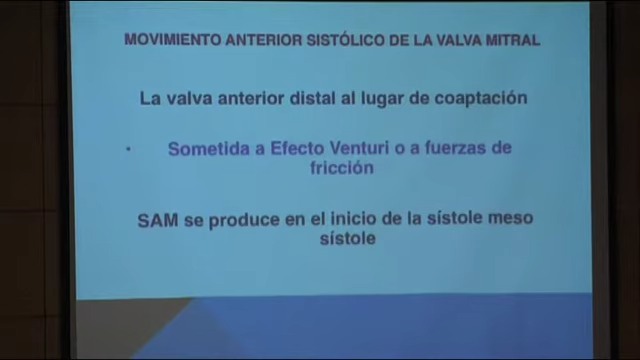 MOVIMIENTO ANTERIOR SISTÓLICO DE LA VALVA MITRAL
La valva anterior distal al lugar de coaptación
• Sometida a Efecto Venturi o a fuerzas de
fricción
SAM se produce en el inicio de la sístole meso
sístole